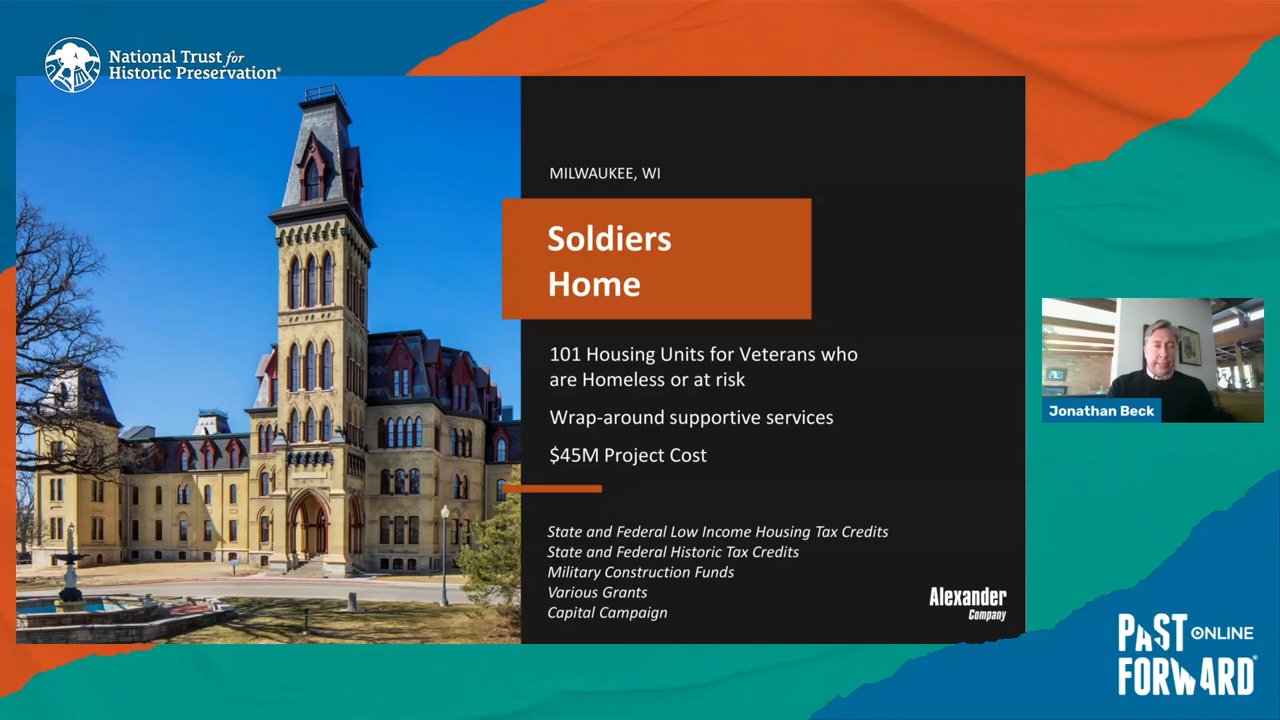 National Trust for
Historic Preservation®
MILWAUKEE, WI
Soldiers
Home
101 Housing Units for Veterans who
are Homeless or at risk
Wrap-around supportive services
$45M Project Cost
State and Federal Low Income Housing Tax Credits
State and Federal Historic Tax Credits
Military Construction Funds
Various Grants
Capital Campaign
Alexander
Company
Jonathan Beck
PAST ONLINE
FORWARD®